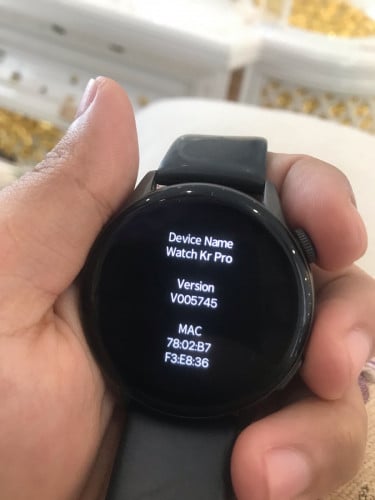 Device Name
Watch Kr Pro
Version
V005745
MAC
78:02:B7
F3:E8:36